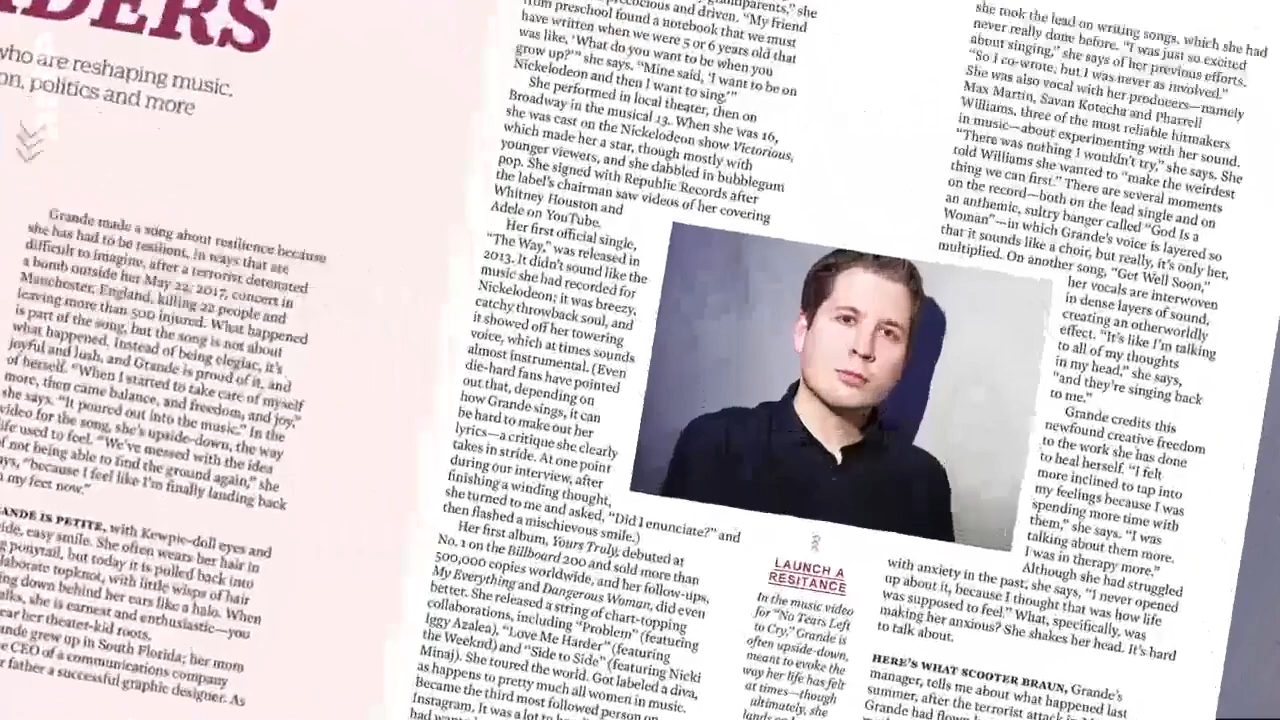 DERS
who are reshaping music,
on, politics and more
Grande made a song about resilience because
she has had to be resilient, in ways that are
difficult to imagine, after a terrorist detonated
a bomb outside her May 22, 2017, concert in
Manchester, England, killing 22 people and
leaving more than 500 injured. What happened
is part of the song, but the song is not about
what happened. Instead of being elegiac, it's
joyful and lush, and Grande is proud of it, and
of herself. "When I started to take care of myself
more, then came balance, and freedom, and joy,"
she says. "It poured out into the music." In the
video for the song, she's upside-down, the way
life used to feel. "We've messed with the idea
of not being able to find the ground again," she
says, "because I feel like I'm finally landing back
my feet now."
ANDE IS PETITE, with Kewpie-doll eyes and
ide, easy smile. She often wears her hair in
ponytail, but today it is pulled back into
laborate topknot, with little wisps of hair
ing down behind her ears like a halo. When
alks, she is earnest and enthusiastic—you
ear her theater-kid roots.
ande grew up in South Florida; her mom
e CEO of a communications company
r father a successful graphic designer. As
precocious and driven. "My friend
from preschool found a notebook that we must
have written when we were 5 or 6 years old that
was like, 'What do you want to be when you
grow up?'" she says. "Mine said, 'I want to be on
Nickelodeon and then I want to sing.'"
She performed in local theater, then on
Broadway in the musical 13. When she was 16,
she was cast on the Nickelodeon show Victorious,
which made her a star, though mostly with
younger viewers, and she dabbled in bubblegum
pop. She signed with Republic Records after
the label's chairman saw videos of her covering
Whitney Houston and
Adele on YouTube.
Her first official single,
"The Way," was released in
2013. It didn't sound like the
music she had recorded for
Nickelodeon; it was breezy,
catchy throwback soul, and
it showed off her towering
voice, which at times sounds
almost instrumental. (Even
die-hard fans have pointed
out that, depending on
how Grande sings, it can
be hard to make out her
lyrics—a critique she clearly
takes in stride. At one point
during our interview, after
finishing a winding thought,
she turned to me and asked, "Did I enunciate?" and
then flashed a mischievous smile.)
Her first album, Yours Truly, debuted at
No. 1 on the Billboard 200 and sold more than
500,000 copies worldwide, and her follow-ups,
My Everything and Dangerous Woman, did even
better. She released a string of chart-topping
collaborations, including "Problem" (featuring
Iggy Azalea), "Love Me Harder" (featuring
the Weeknd) and "Side to Side" (featuring Nicki
Minaj). She toured the world. Got labeled a diva,
as happens to pretty much all women in music.
Became the third most followed person on
Instagram. It was a lot to
had wanted
LAUNCH A
RESITANCE
In the music video
for "No Tears Left
to Cry," Grande is
often upside-down,
meant to evoke the
way her life has felt
at times—though
ultimately, she
lands on
she took the lead on writing songs, which she had
never really done before. "I was just so excited
about singing," she says of her previous efforts.
"So I co-wrote, but I was never as involved."
She was also vocal with her producers—namely
Max Martin, Savan Kotecha and Pharrell
Williams, three of the most reliable hitmakers
in music—about experimenting with her sound.
"There was nothing I wouldn't try," she says. She
told Williams she wanted to "make the weirdest
thing we can first." There are several moments
on the record—both on the lead single and on
an anthemic, sultry banger called "God Is a
Woman"—in which Grande's voice is layered so
that it sounds like a choir, but really, it's only her,
multiplied. On another song, "Get Well Soon,"
her vocals are interwoven
in dense layers of sound,
creating an otherworldly
effect. "It's like I'm talking
to all of my thoughts
in my head," she says,
"and they're singing back
to me."
Grande credits this
newfound creative freedom
to the work she has done
to heal herself. "I felt
more inclined to tap into
my feelings because I was
spending more time with
them," she says. "I was
talking about them more.
I was in therapy more."
Although she had struggled
with anxiety in the past, she says, "I never opened
up about it, because I thought that was how life
was supposed to feel." What, specifically, was
making her anxious? She shakes her head. It's hard
to talk about.
HERE'S WHAT SCOOTER BRAUN, Grande's
manager, tells me about what happened last
summer, after the terrorist attack in
Grande had flown